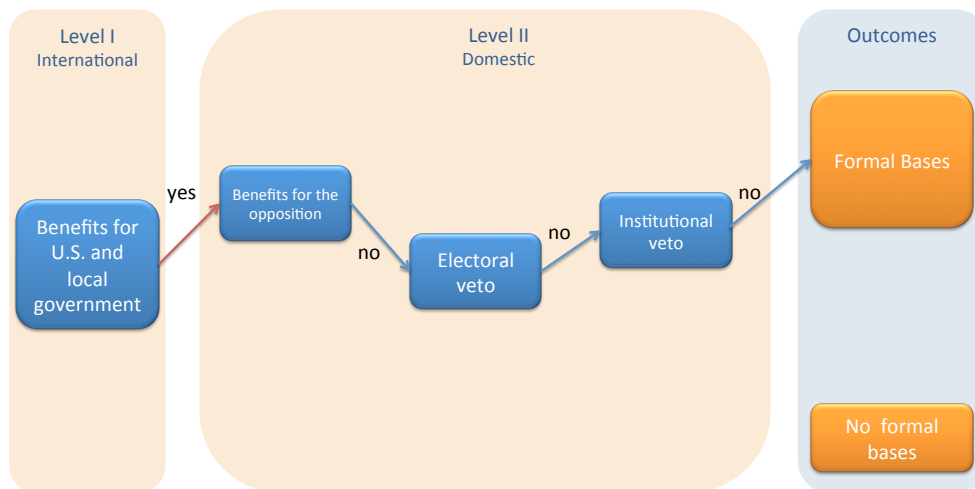 Level I
International
Level II
Domestic
Outcomes
yes
Benefits for
U.S. and
local
government
Benefits for the
opposition
no
Electoral
veto
no
Institutional
veto
no
Formal Bases
No formal
bases